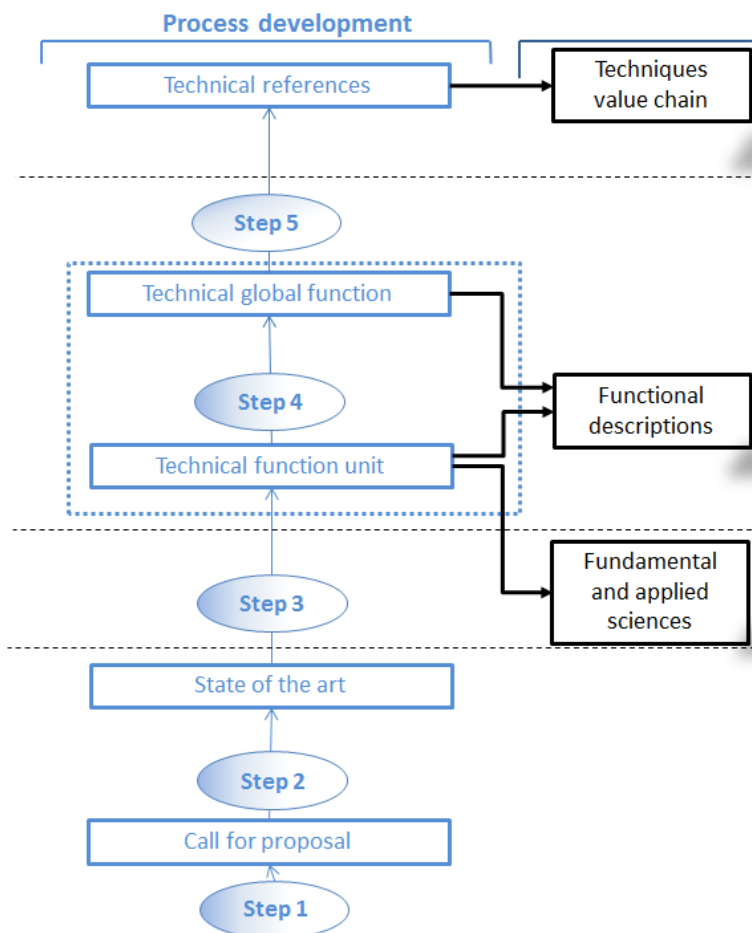 Process development
Technical references
Techniques
value chain
Step 5
Technical global function
Step 4
Functional
descriptions
Technical function unit
Fundamental
and applied
sciences
Step 3
State of the art
Step 2
Call for proposal
Step 1